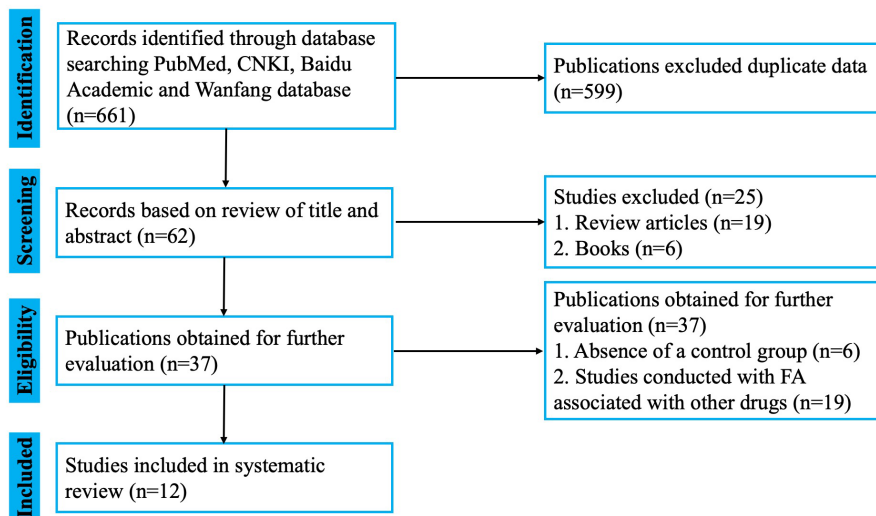 Identification
Records identified through database
searching PubMed, CNKI, Baidu
Academic and Wanfang database
(n=661)
Publications excluded duplicate data
(n=599)
Screening
Records based on review of title and
abstract (n=62)
Studies excluded (n=25)
1. Review articles (n=19)
2. Books (n=6)
Eligibility
Publications obtained for further
evaluation (n=37)
Publications obtained for further
evaluation (n=37)
1. Absence of a control group (n=6)
2. Studies conducted with FA
associated with other drugs (n=19)
Included
Studies included in systematic
review (n=12)